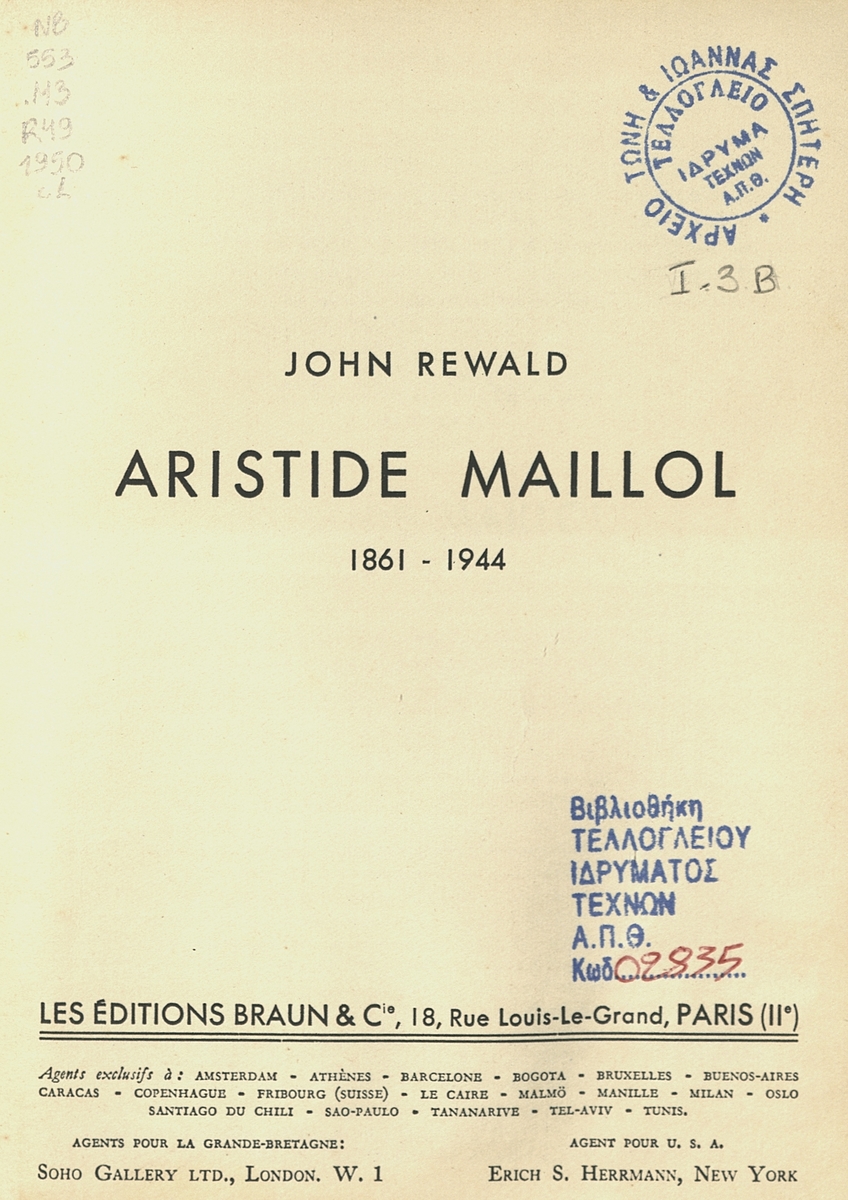 NB
553
.M3
R49
1950
c.1
ΑΡΧΕΙΟ ΤΩΝΗ & ΙΩΑΝΝΑΣ ΣΠΗΤΕΡΗ *
ΤΕΛΛΟΓΛΕΙΟ
ΙΔΡΥΜΑ
ΤΕΧΝΩΝ
Α.Π.Θ.
I.3B
JOHN REWALD
ARISTIDE MAILLOL
1861 - 1944
Βιβλιοθήκη
ΤΕΛΛΟΓΛΕΙΟΥ
ΙΔΡΥΜΑΤΟΣ
ΤΕΧΝΩΝ
Α.Π.Θ.
Κωδ 02835
LES ÉDITIONS BRAUN & Cie, 18, Rue Louis-Le-Grand, PARIS (IIe)
Agents exclusifs à : AMSTERDAM - ATHÈNES - BARCELONE - BOGOTA - BRUXELLES - BUENOS-AIRES
CARACAS - COPENHAGUE - FRIBOURG (SUISSE) - LE CAIRE - MALMÖ - MANILLE - MILAN - OSLO
SANTIAGO DU CHILI - SAO-PAULO - TANANARIVE - TEL-AVIV - TUNIS.
AGENTS POUR LA GRANDE-BRETAGNE:
SOHO GALLERY LTD., LONDON. W. 1
AGENT POUR U. S. A.
ERICH S. HERRMANN, NEW YORK